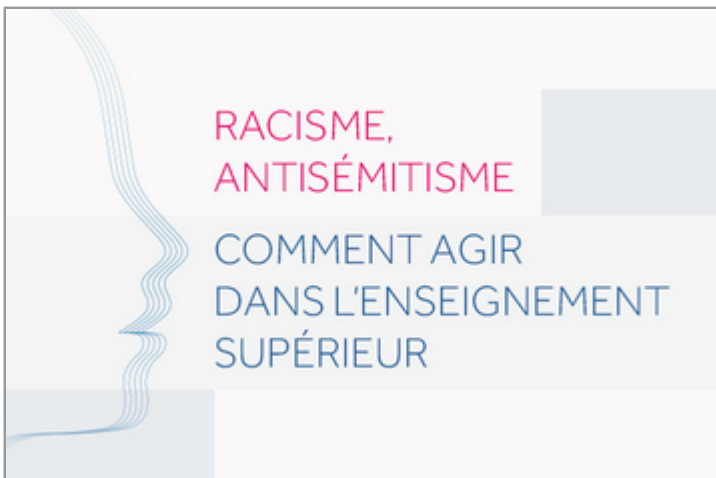 RACISME,
ANTISÉMITISME
COMMENT AGIR
DANS L'ENSEIGNEMENT
SUPÉRIEUR